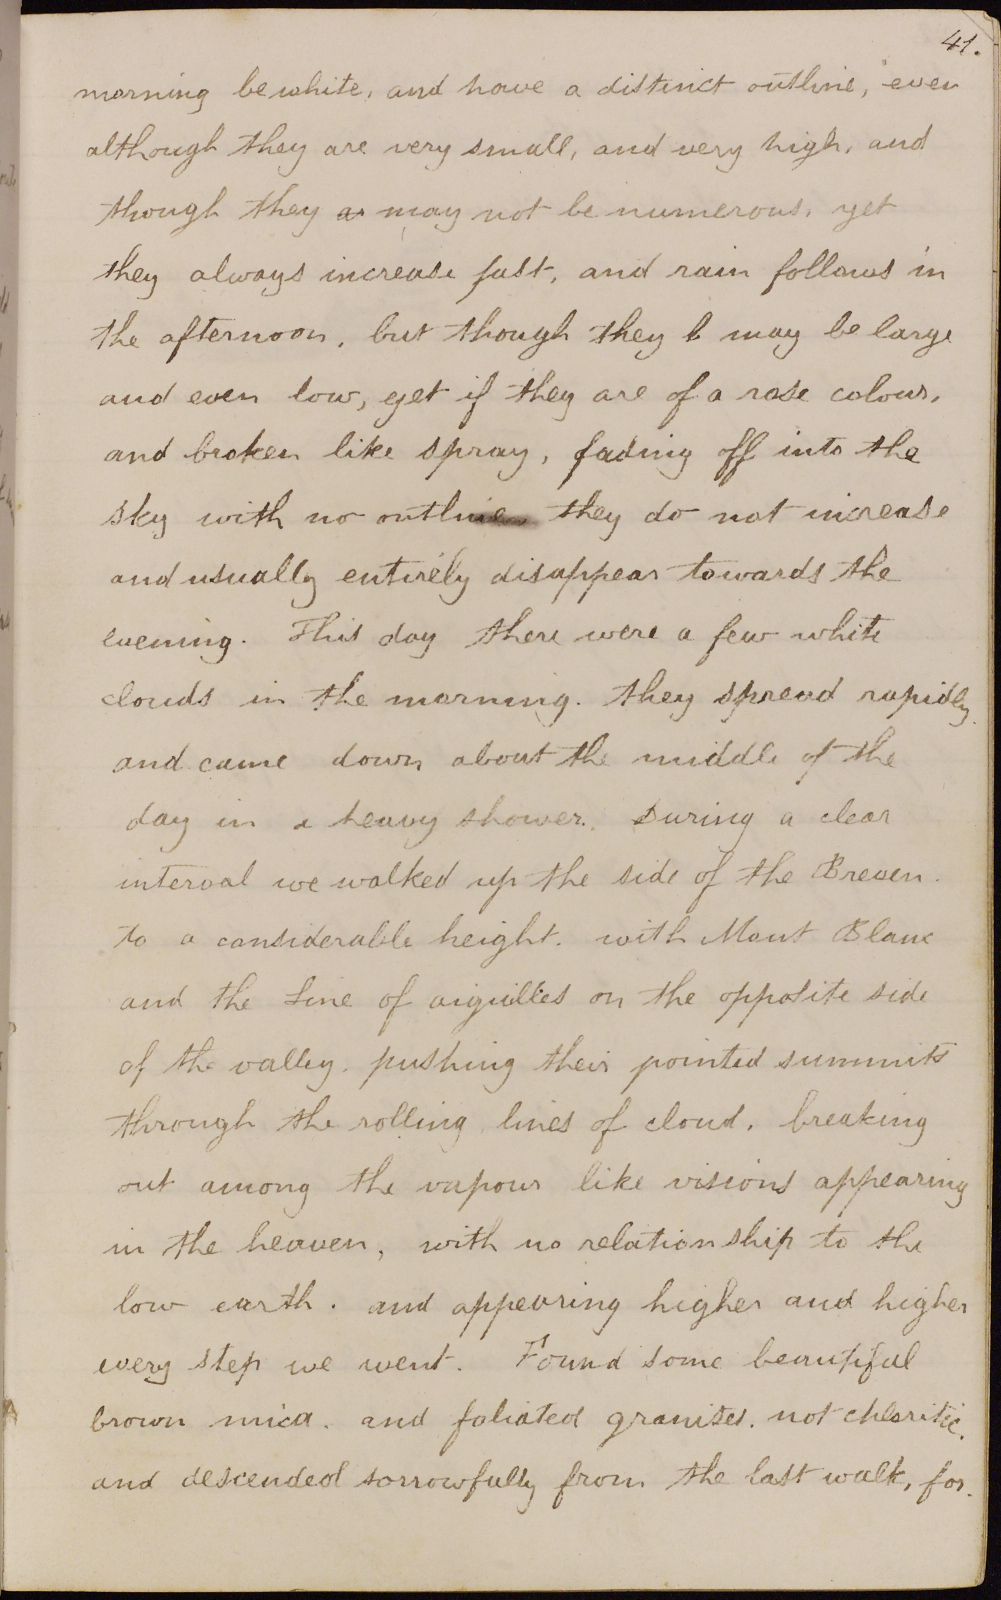 41.
morning be white, and have a distinct outline, even
although they are very small, and very high, and
though they a may not be numerous, yet
they always increase fast, and rain follows in
the afternoon, but though they b may be large
and even low, yet if they are of a rose colour,
and broken like spray, fading off into the
sky with no outline they do not increase
and usually entirely disappear towards the
evening. This day there were a few white
clouds in the morning. they spread rapidly
and came down about the middle of the
day in a heavy shower. During a clear
interval we walked up the side of the Breven.
to a considerable height. with Mont Blanc
and the line of aiguilles on the opposite side
of the valley. pushing their pointed summits
through the rolling lines of cloud, breaking
out among the vapour like visions appearing
in the heaven, with no relationship to the
low earth. and appearing higher and higher
every step we went. Found some beautiful
brown mica. and foliated granites. not chloritic.
and descended sorrowfully from the last walk, for.